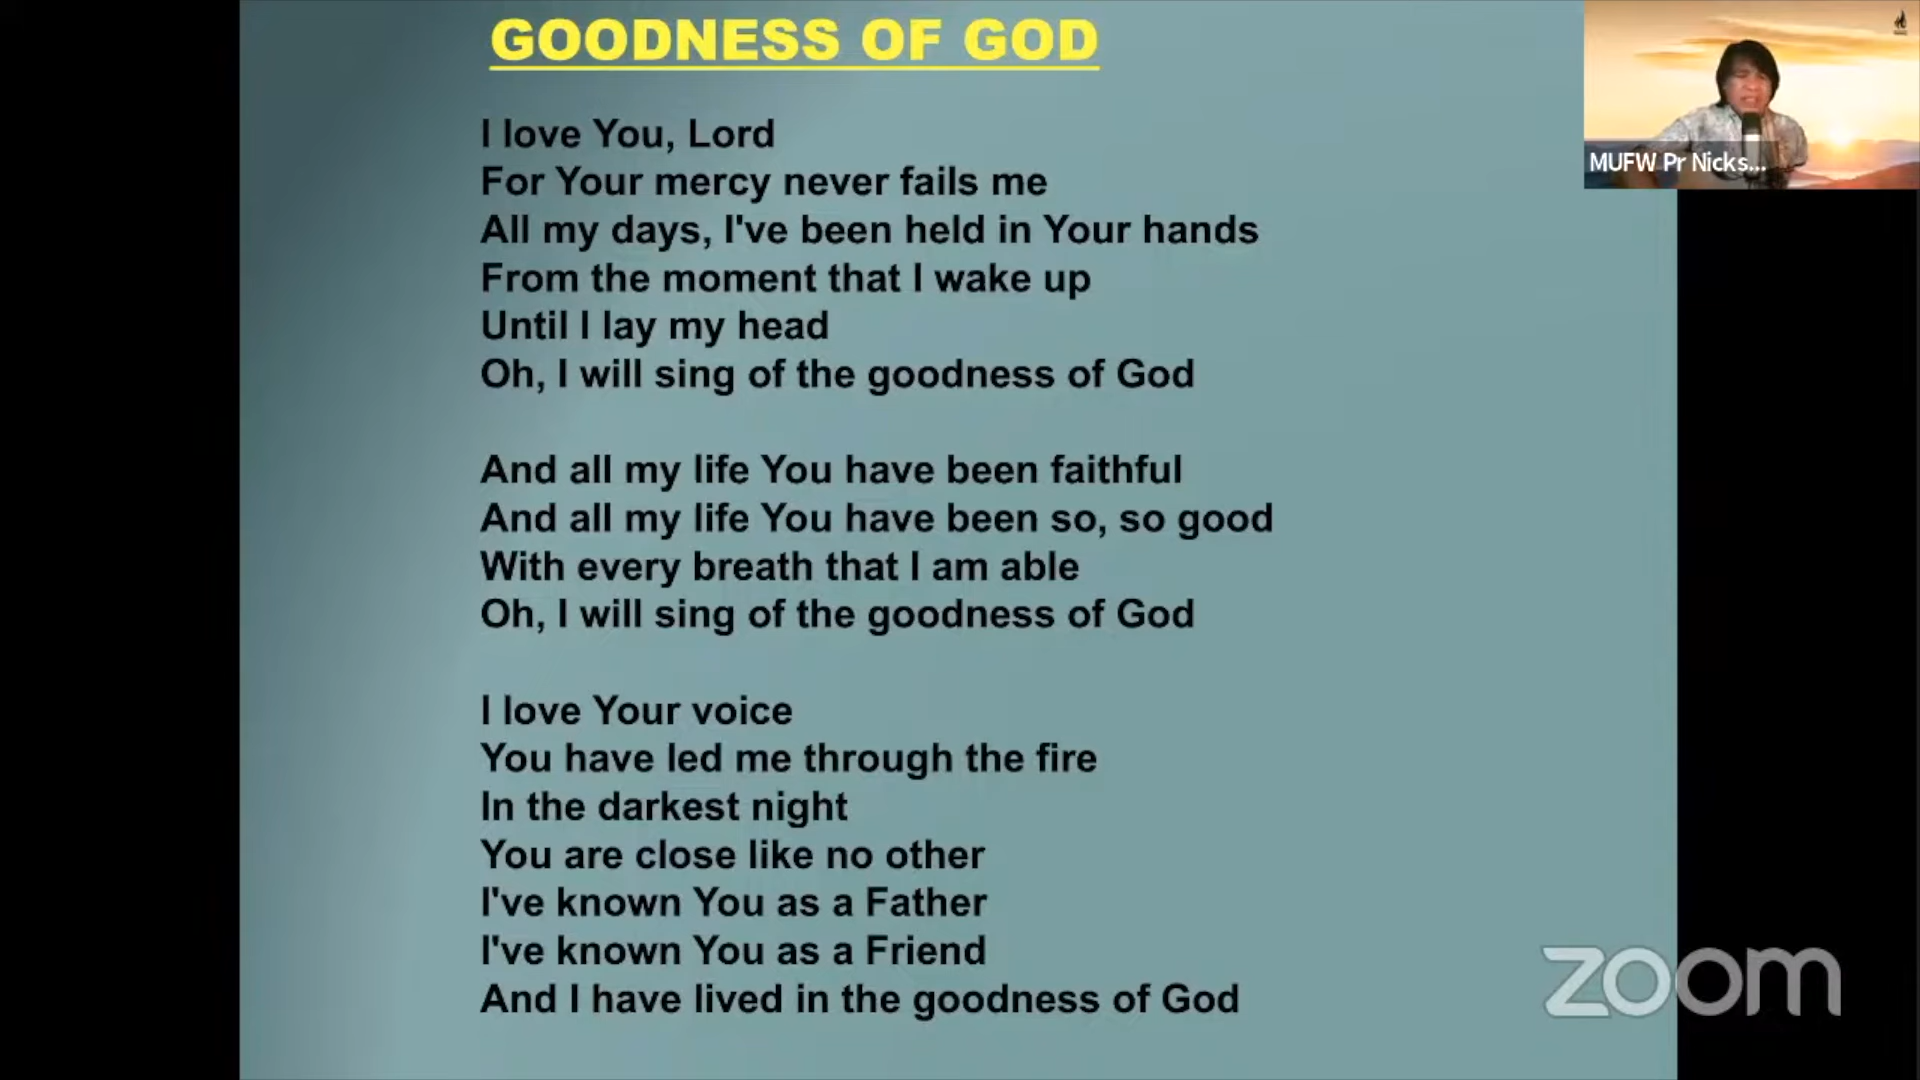 GOODNESS OF GOD
I love You, Lord
For Your mercy never fails me
All my days, I've been held in Your hands
From the moment that I wake up
Until I lay my head
Oh, I will sing of the goodness of God
And all my life You have been faithful
And all my life You have been so, so good
With every breath that I am able
Oh, I will sing of the goodness of God
I love Your voice
You have led me through the fire
In the darkest night
You are close like no other
I've known You as a Father
I've known You as a Friend
And I have lived in the goodness of God
MUFW Pr Nicks...
zoom